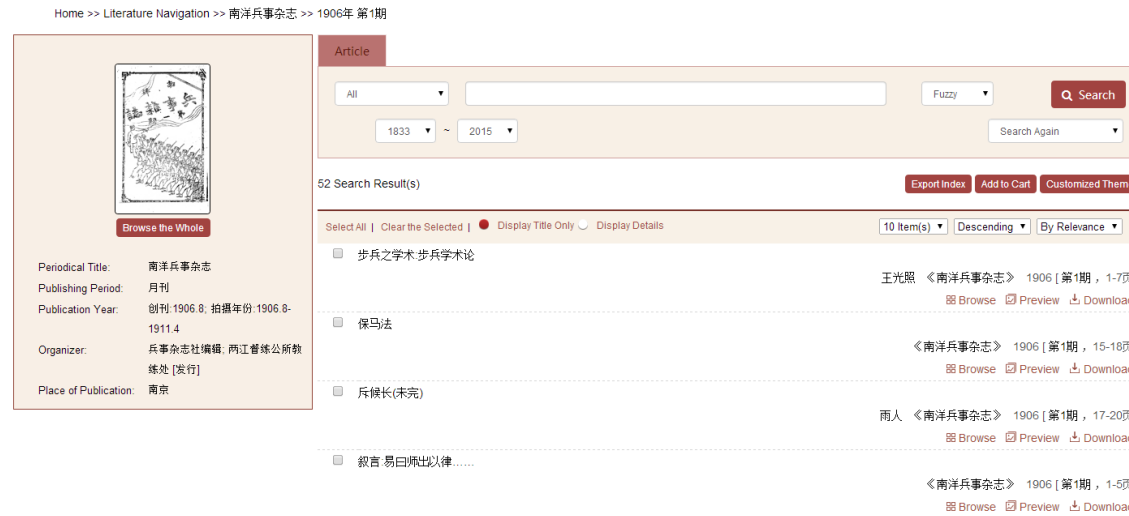 Home >> Literature Navigation >> 南洋兵事杂志 >> 1906年 第1期
兵事雜誌
Browse the Whole
Periodical Title: 南洋兵事杂志
Publishing Period: 月刊
Publication Year: 创刊:1906.8; 拍摄年份:1906.8-
1911.4
Organizer: 兵事杂志社编辑; 两江督练公所教
练处 [发行]
Place of Publication: 南京
Article
All Fuzzy Search
1833 ~ 2015 Search Again
52 Search Result(s) Export Index Add to Cart Customized Them
Select All | Clear the Selected | Display Title Only Display Details 10 Item(s) Descending By Relevance
步兵之学术:步兵学术论
王光照 《南洋兵事杂志》 1906 [ 第1期 , 1-7页
Browse Preview Download
保马法
《南洋兵事杂志》 1906 [ 第1期 , 15-18页
Browse Preview Download
斥候长(未完)
雨人 《南洋兵事杂志》 1906 [ 第1期 , 17-20页
Browse Preview Download
叙言:易曰师出以律……
《南洋兵事杂志》 1906 [ 第1期 , 1-5页
Browse Preview Download